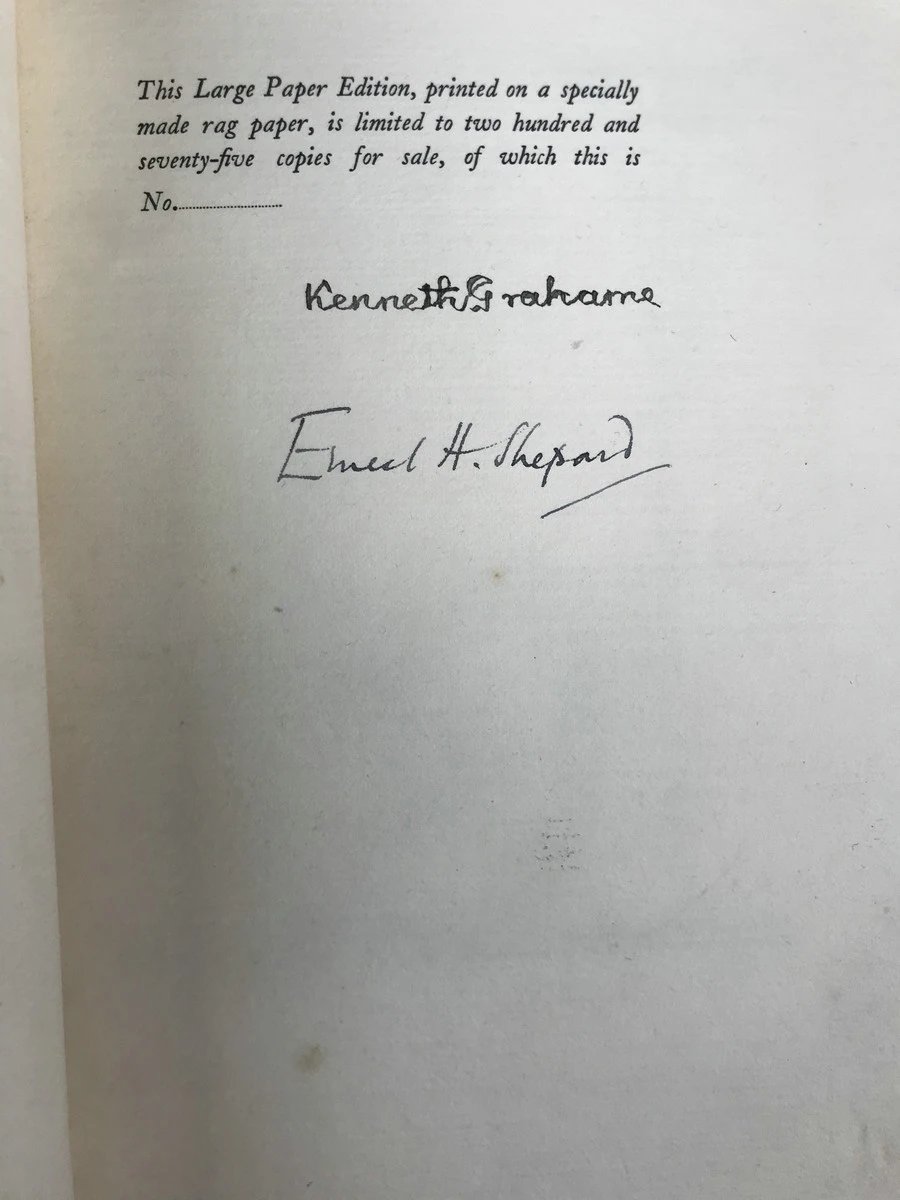 This Large Paper Edition, printed on a specially
made rag paper, is limited to two hundred and
seventy-five copies for sale, of which this is
No..............................
Kenneth Grahame
Ernest H. Shepard